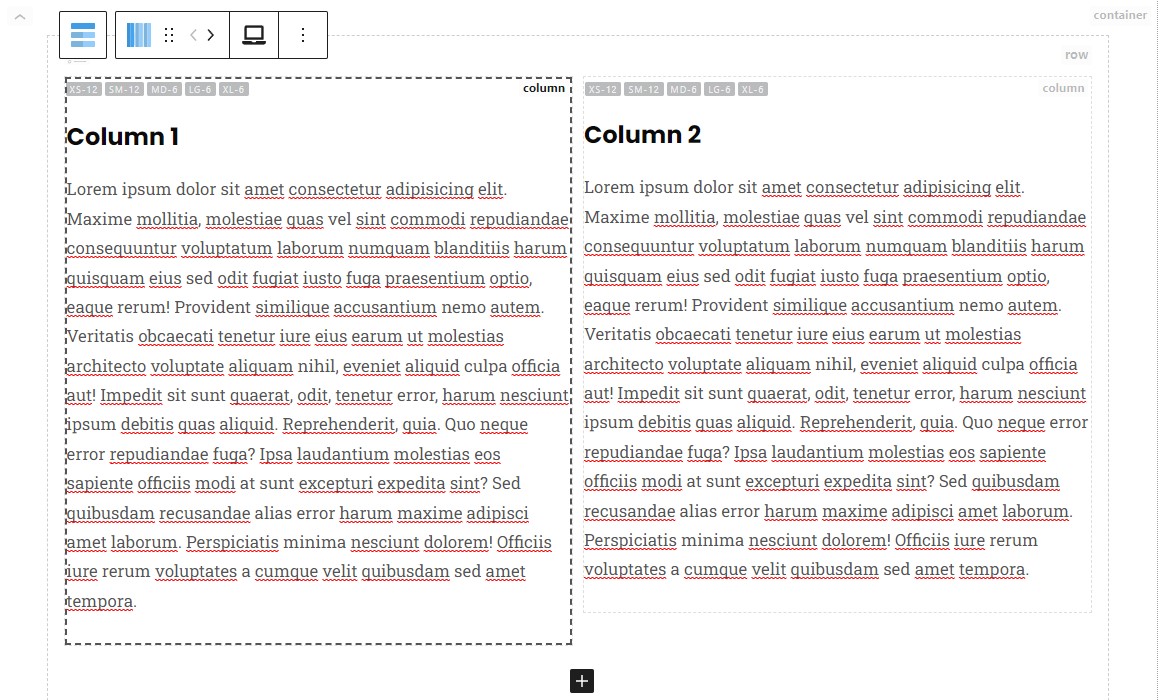 container
row
XS-12 SM-12 MD-6 LG-6 XL-6 column
Column 1
Lorem ipsum dolor sit amet consectetur adipisicing elit.
Maxime mollitia, molestiae quas vel sint commodi repudiandae
consequuntur voluptatum laborum numquam blanditiis harum
quisquam eius sed odit fugiat iusto fuga praesentium optio,
eaque rerum! Provident similique accusantium nemo autem.
Veritatis obcaecati tenetur iure eius earum ut molestias
architecto voluptate aliquam nihil, eveniet aliquid culpa officia
aut! Impedit sit sunt quaerat, odit, tenetur error, harum nesciunt
ipsum debitis quas aliquid. Reprehenderit, quia. Quo neque
error repudiandae fuga? Ipsa laudantium molestias eos
sapiente officiis modi at sunt excepturi expedita sint? Sed
quibusdam recusandae alias error harum maxime adipisci
amet laborum. Perspiciatis minima nesciunt dolorem! Officiis
iure rerum voluptates a cumque velit quibusdam sed amet
tempora.
XS-12 SM-12 MD-6 LG-6 XL-6 column
Column 2
Lorem ipsum dolor sit amet consectetur adipisicing elit.
Maxime mollitia, molestiae quas vel sint commodi repudiandae
consequuntur voluptatum laborum numquam blanditiis harum
quisquam eius sed odit fugiat iusto fuga praesentium optio,
eaque rerum! Provident similique accusantium nemo autem.
Veritatis obcaecati tenetur iure eius earum ut molestias
architecto voluptate aliquam nihil, eveniet aliquid culpa officia
aut! Impedit sit sunt quaerat, odit, tenetur error, harum nesciunt
ipsum debitis quas aliquid. Reprehenderit, quia. Quo neque error
repudiandae fuga? Ipsa laudantium molestias eos sapiente
officiis modi at sunt excepturi expedita sint? Sed quibusdam
recusandae alias error harum maxime adipisci amet laborum.
Perspiciatis minima nesciunt dolorem! Officiis iure rerum
voluptates a cumque velit quibusdam sed amet tempora.